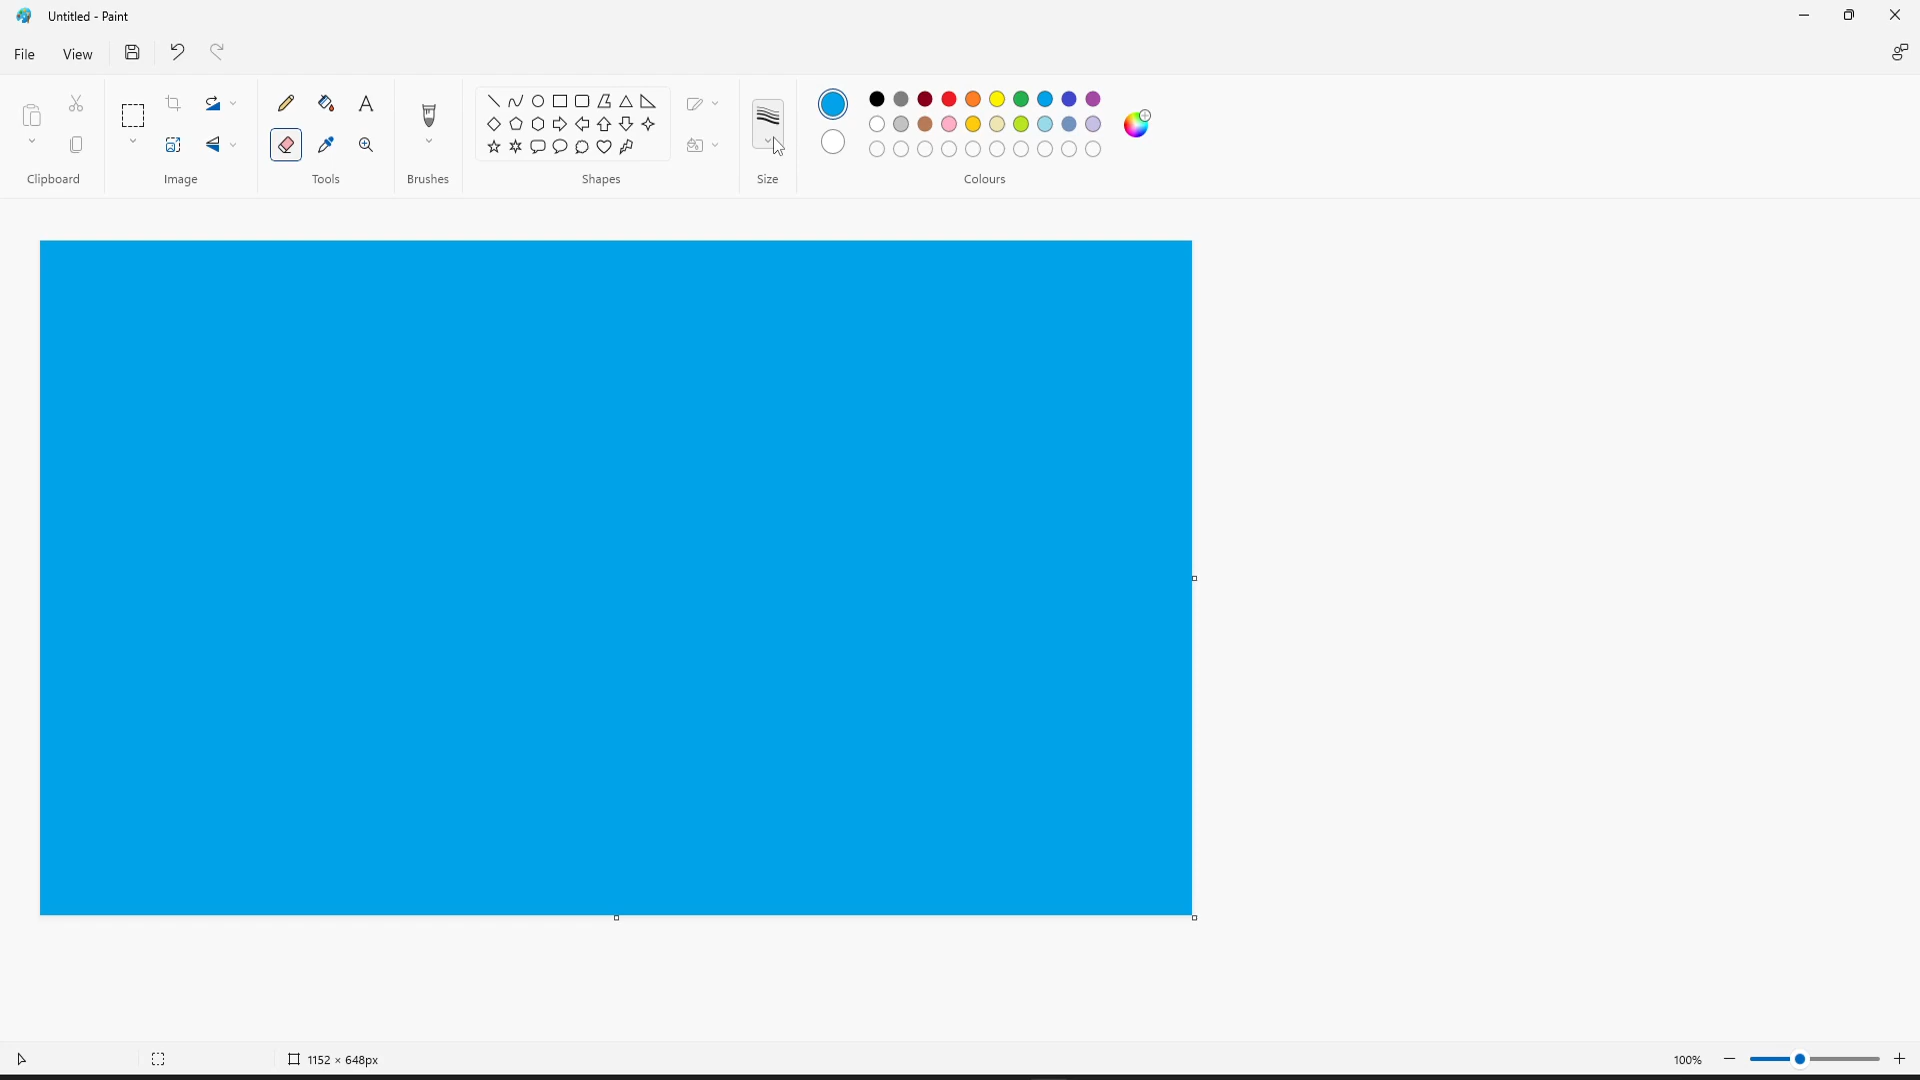 Untitled - Paint
File View
Clipboard Image Tools Brushes Shapes Size Colours
1152 × 648px 100%